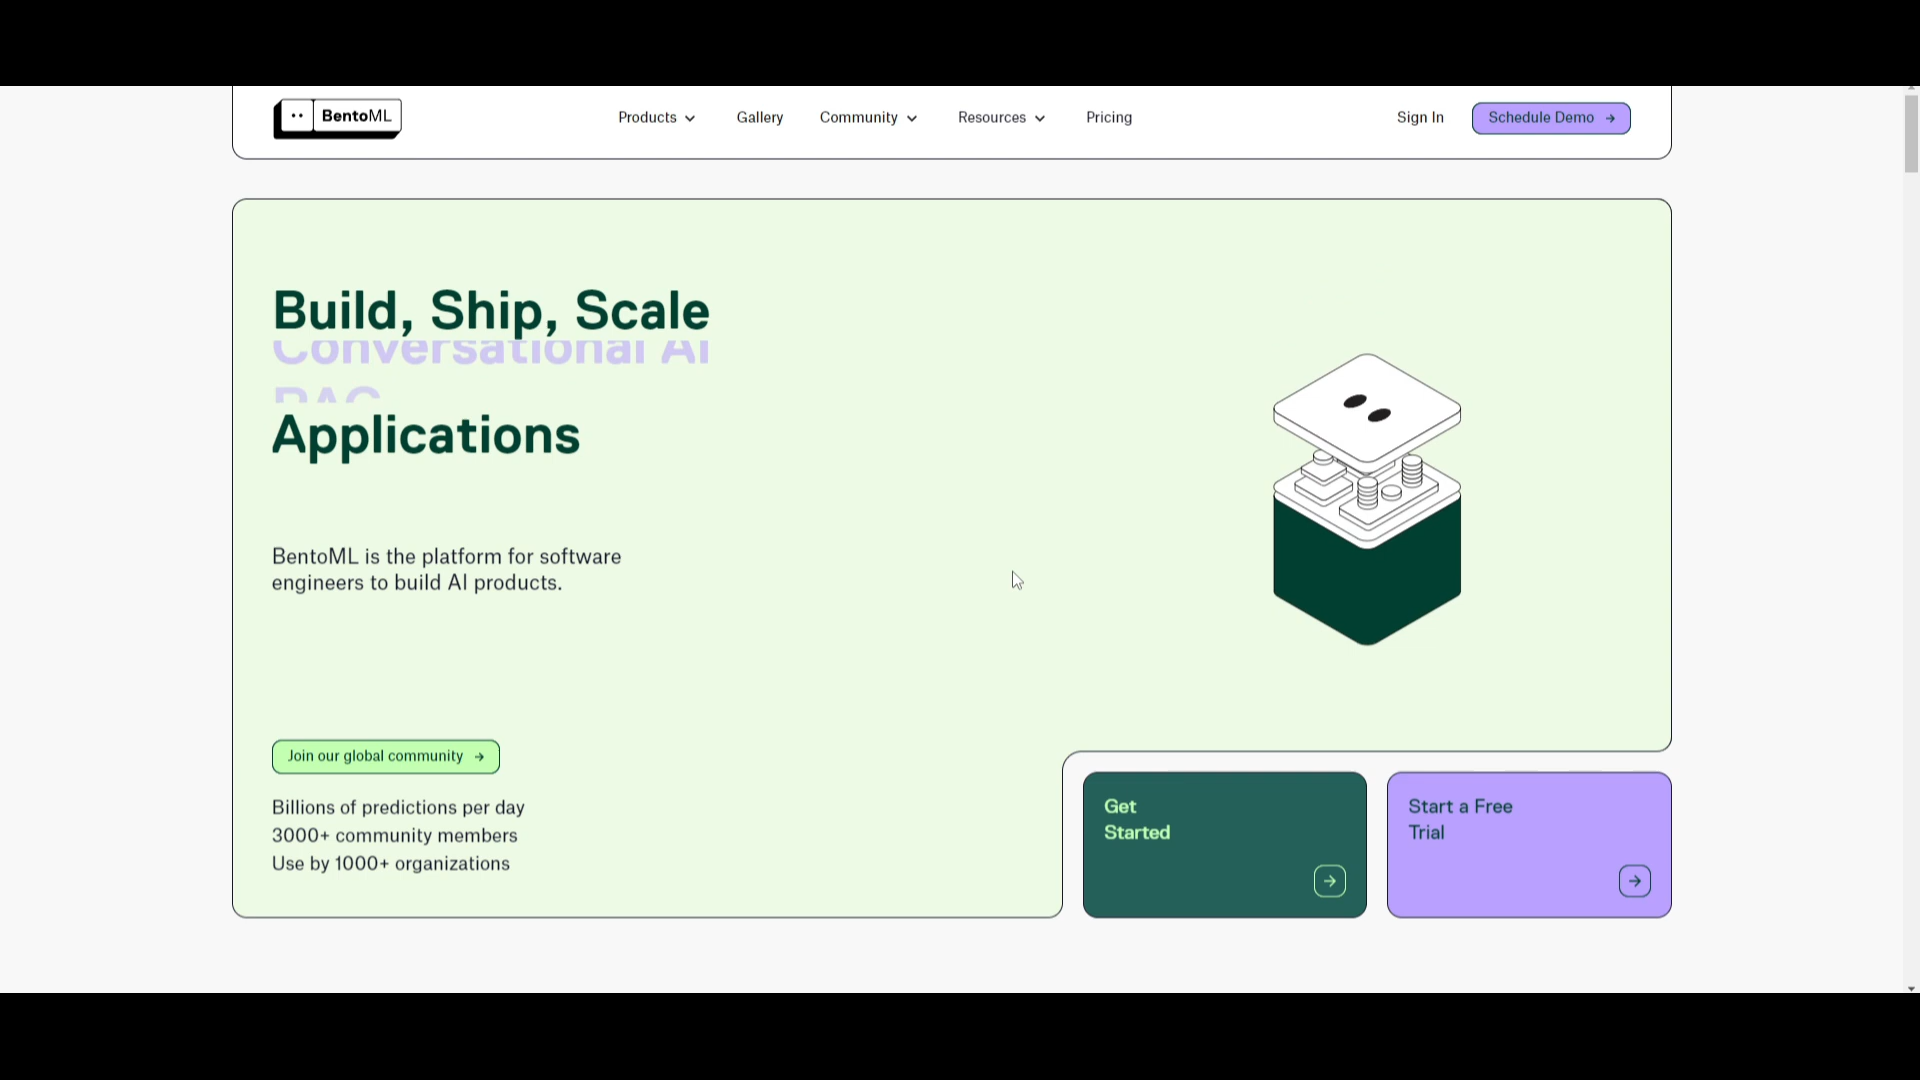 BentoML
Products
Gallery
Community
Resources
Pricing
Sign In
Schedule Demo
Build, Ship, Scale
Conversational AI
RAG
Applications
BentoML is the platform for software
engineers to build AI products.
Join our global community
Billions of predictions per day
3000+ community members
Use by 1000+ organizations
Get
Started
Start a Free
Trial